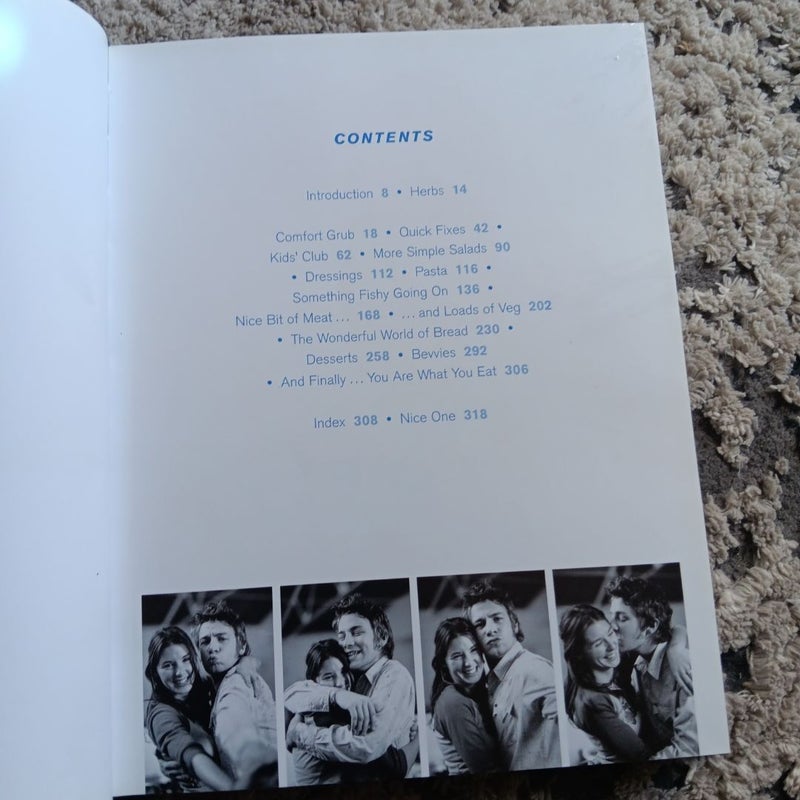 CONTENTS
Introduction 8 • Herbs 14
Comfort Grub 18 • Quick Fixes 42 •
Kids' Club 62 • More Simple Salads 90
• Dressings 112 • Pasta 116 •
Something Fishy Going On 136 •
Nice Bit of Meat ... 168 • ... and Loads of Veg 202
• The Wonderful World of Bread 230 •
Desserts 258 • Bevvies 292
• And Finally ... You Are What You Eat 306
Index 308 • Nice One 318